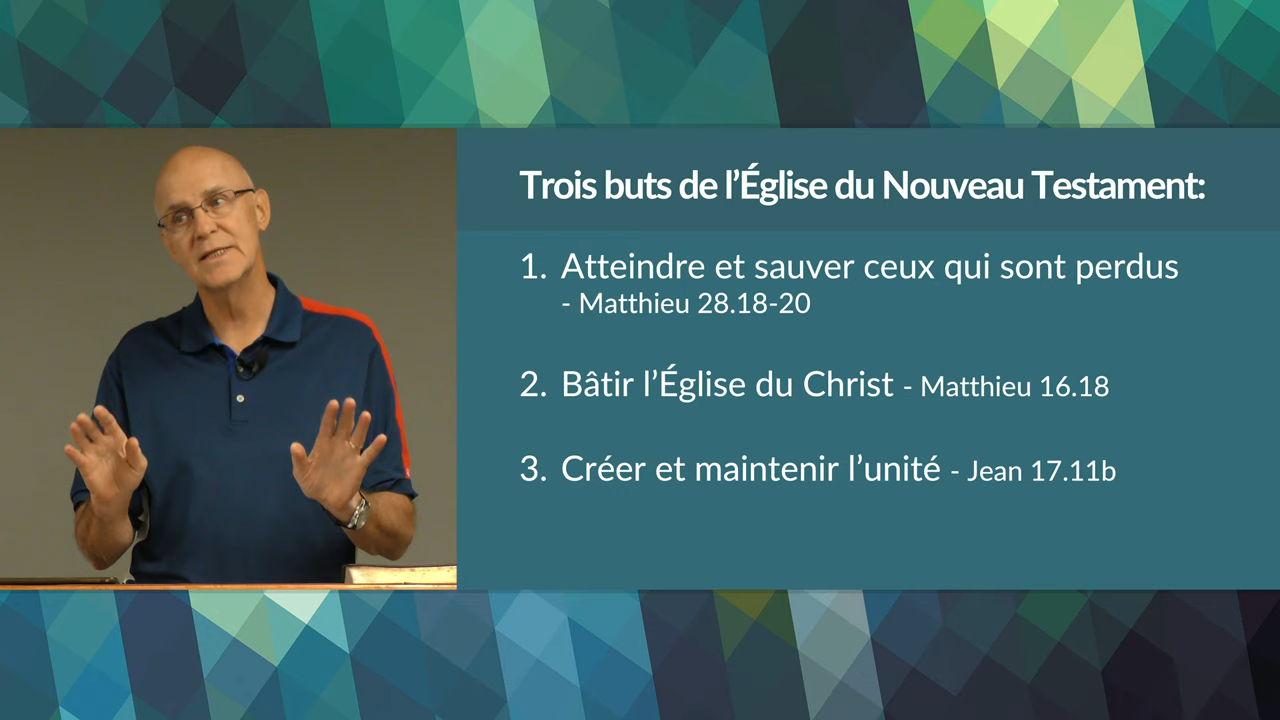 Trois buts de l’Église du Nouveau Testament:
1. Atteindre et sauver ceux qui sont perdus
- Matthieu 28.18-20
2. Bâtir l’Église du Christ - Matthieu 16.18
3. Créer et maintenir l’unité - Jean 17.11b